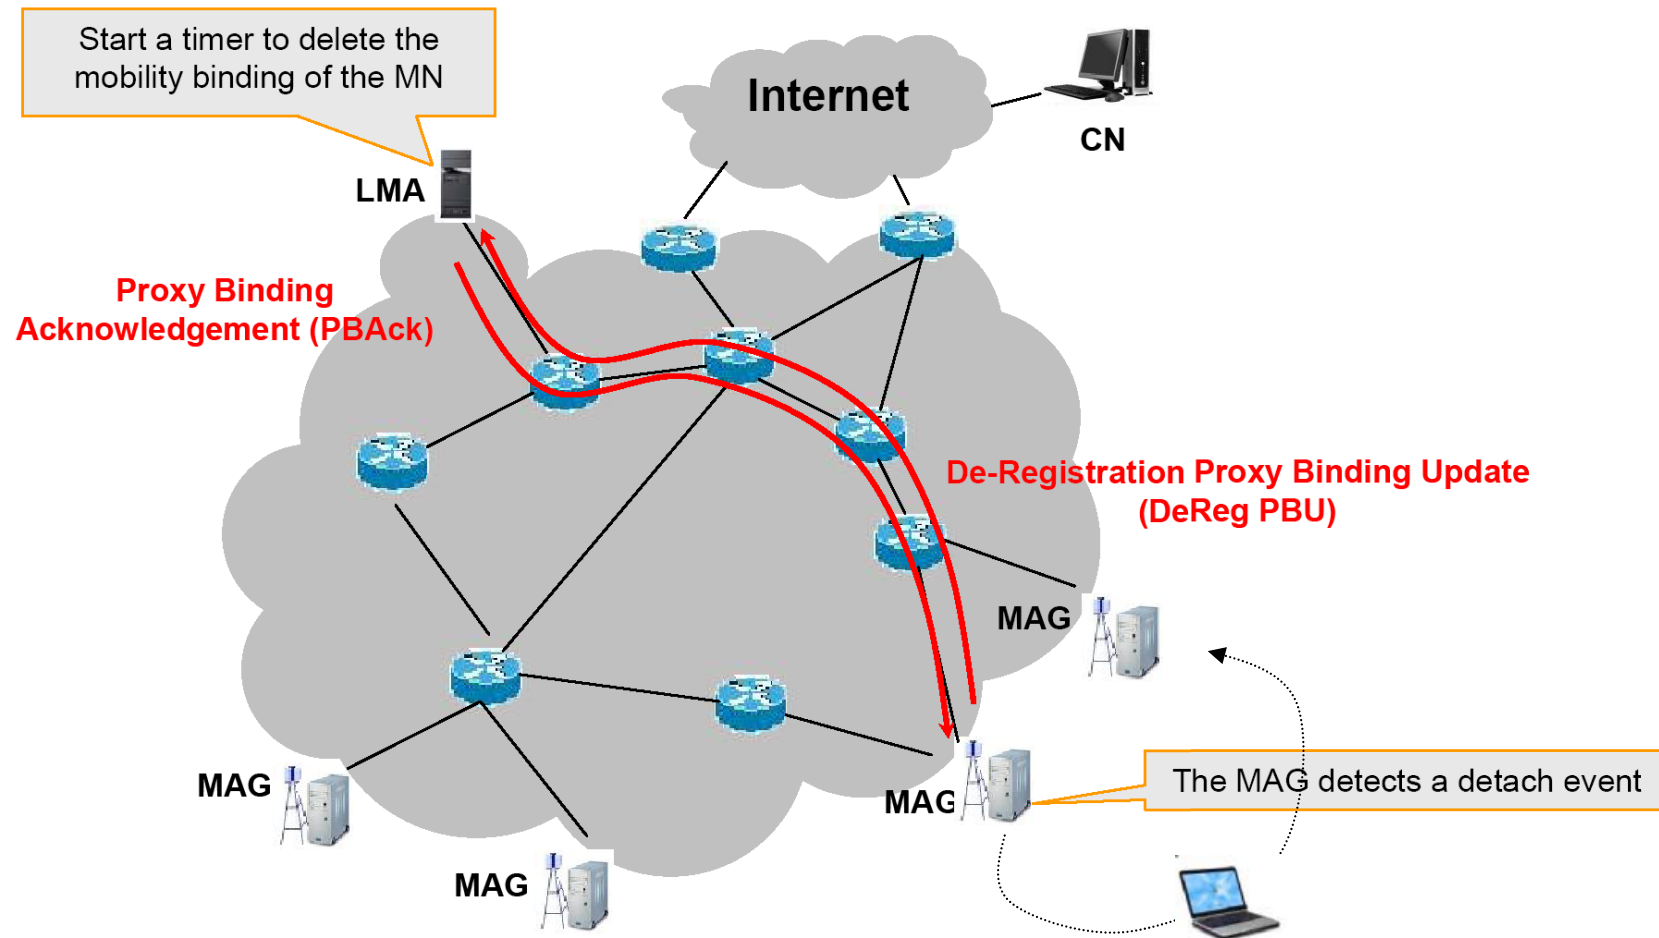 Start a timer to delete the
mobility binding of the MN
Internet
CN
LMA
Proxy Binding
Acknowledgement (PBAck)
De-Registration Proxy Binding Update
(DeReg PBU)
MAG
MAG
The MAG detects a detach event
MAG
MAG